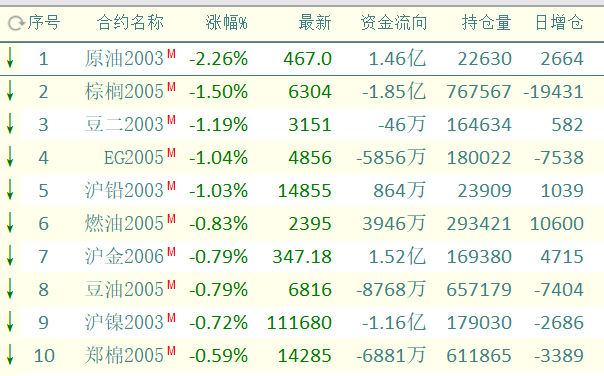 序号 合约名称 涨幅% 最新 资金流向 持仓量 日增仓
1 原油2003 M -2.26% 467.0 1.46亿 22630 2664
2 棕榈2005 M -1.50% 6304 -1.85亿 767567 -19431
3 豆二2003 M -1.19% 3151 -46万 164634 582
4 EG2005 M -1.04% 4856 -5856万 180022 -7538
5 沪铅2003 M -1.03% 14855 864万 23909 1039
6 燃油2005 M -0.83% 2395 3946万 293421 10600
7 沪金2006 M -0.79% 347.18 1.52亿 169380 4715
8 豆油2005 M -0.79% 6816 -8768万 657179 -7404
9 沪镍2003 M -0.72% 111680 -1.16亿 179030 -2686
10 郑棉2005 M -0.59% 14285 -6881万 611865 -3389